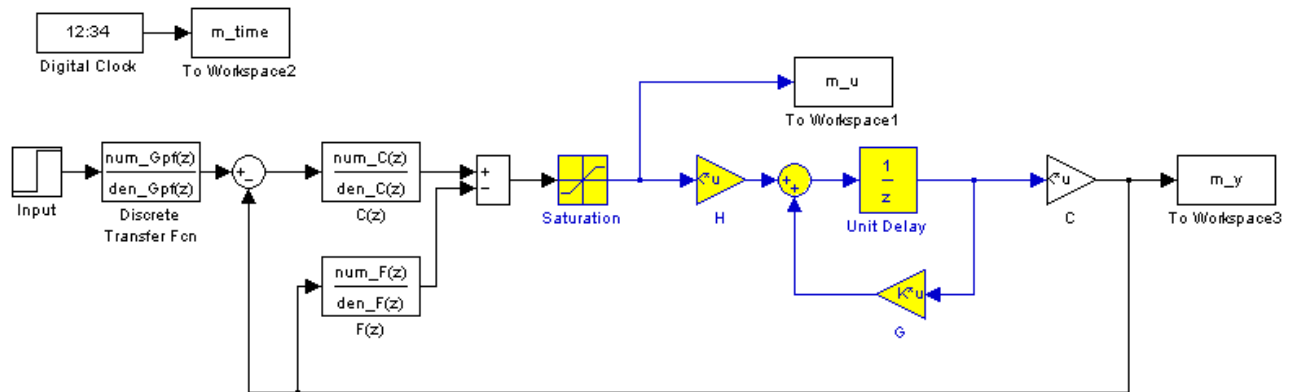 12:34
Digital Clock
m_time
To Workspace2
m_u
To Workspace1
Input
num_Gpf(z)
den_Gpf(z)
Discrete
Transfer Fcn
+
−
num_C(z)
den_C(z)
C(z)
+
−
Saturation
K*u
H
+
+
1
z
Unit Delay
K*u
G
num_F(z)
den_F(z)
F(z)
K*u
C
m_y
To Workspace3